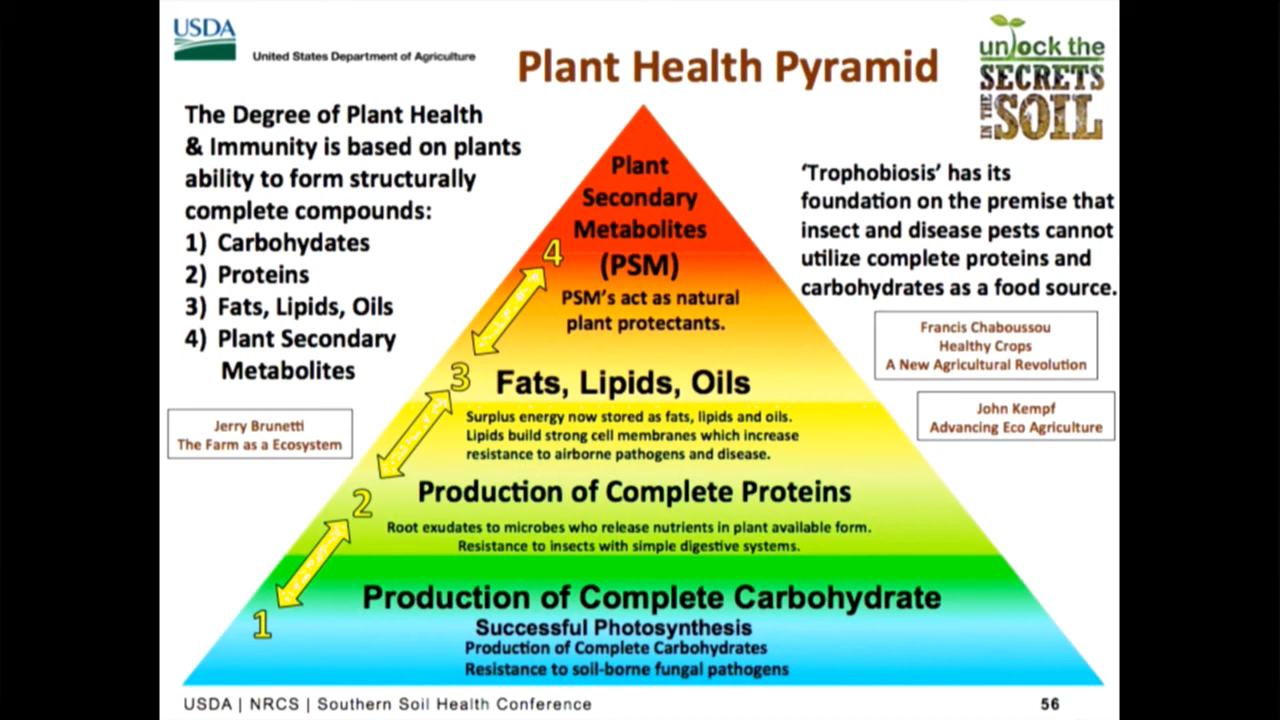 USDA
United States Department of Agriculture
Plant Health Pyramid
unlock the
SECRETS
IN THE
SOIL
The Degree of Plant Health
& Immunity is based on plants
ability to form structurally
complete compounds:
1) Carbohydates
2) Proteins
3) Fats, Lipids, Oils
4) Plant Secondary
Metabolites
Jerry Brunetti
The Farm as a Ecosystem
Plant
Secondary
Metabolites
(PSM)
4
PSM's act as natural
plant protectants.
3
Fats, Lipids, Oils
Surplus energy now stored as fats, lipids and oils.
Lipids build strong cell membranes which increase
resistance to airborne pathogens and disease.
2
Production of Complete Proteins
Root exudates to microbes who release nutrients in plant available form.
Resistance to insects with simple digestive systems.
1
Production of Complete Carbohydrate
Successful Photosynthesis
Production of Complete Carbohydrates
Resistance to soil-borne fungal pathogens
‘Trophobiosis’ has its
foundation on the premise that
insect and disease pests cannot
utilize complete proteins and
carbohydrates as a food source.
Francis Chaboussou
Healthy Crops
A New Agricultural Revolution
John Kempf
Advancing Eco Agriculture
USDA | NRCS | Southern Soil Health Conference
56